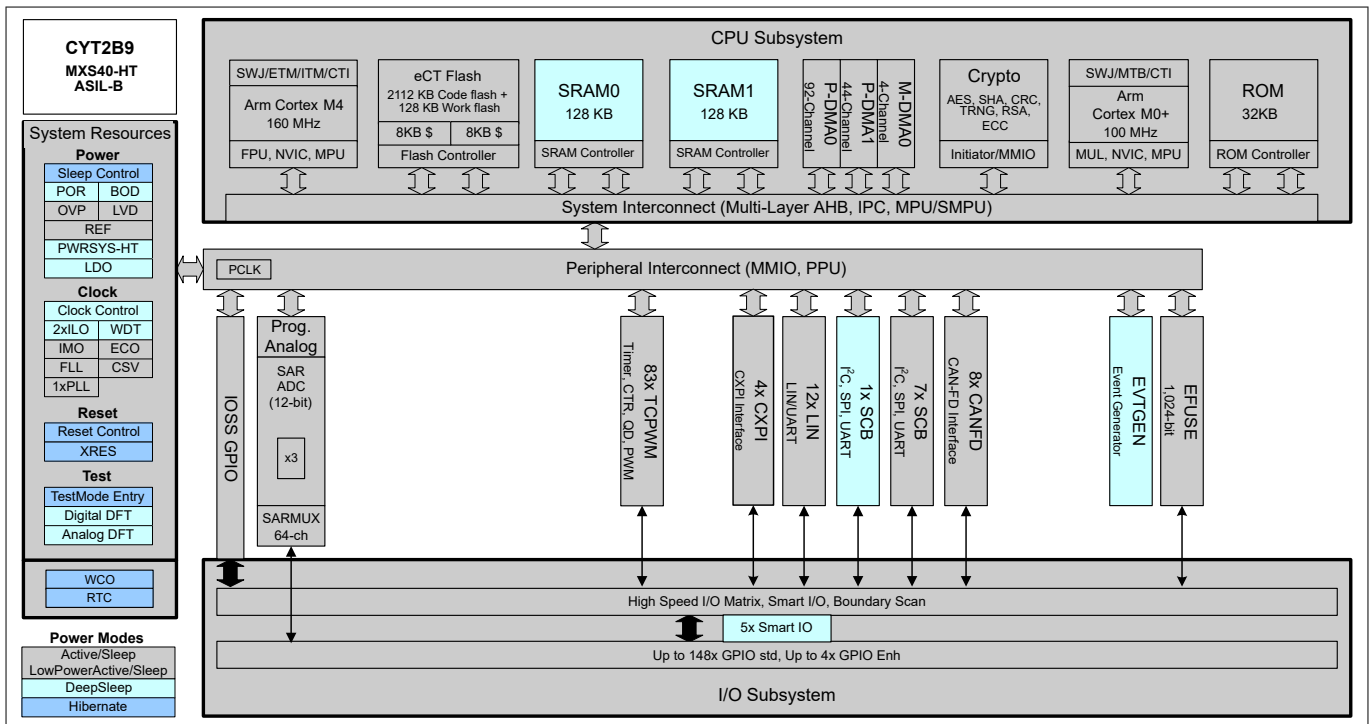 CYT2B9
MXS40-HT
ASIL-B
System Resources
Power
Sleep Control
POR BOD
OVP LVD
REF
PWRSYS-HT
LDO
Clock
Clock Control
2xILO WDT
IMO ECO
FLL CSV
1xPLL
Reset
Reset Control
XRES
Test
TestMode Entry
Digital DFT
Analog DFT
WCO
RTC
Power Modes
Active/Sleep
LowPowerActive/Sleep
DeepSleep
Hibernate
CPU Subsystem
SWJ/ETM/ITM/CTI
Arm Cortex M4
160 MHz
FPU, NVIC, MPU
eCT Flash
2112 KB Code flash +
128 KB Work flash
8KB $ 8KB $
Flash Controller
SRAM0
128 KB
SRAM Controller
SRAM1
128 KB
SRAM Controller
P-DMA0
92-Channel
P-DMA1
44-Channel
M-DMA0
4-Channel
Crypto
AES, SHA, CRC,
TRNG, RSA,
ECC
Initiator/MMIO
SWJ/MTB/CTI
Arm
Cortex M0+
100 MHz
MUL, NVIC, MPU
ROM
32KB
ROM Controller
System Interconnect (Multi-Layer AHB, IPC, MPU/SMPU)
PCLK
Peripheral Interconnect (MMIO, PPU)
IOSS GPIO
Prog.
Analog
SAR
ADC
(12-bit)
x3
SARMUX
64-ch
83x TCPWM
Timer, CTR, QD, PWM
4x CXPI
CXPI Interface
12x LIN
LIN/UART
1x SCB
I²C, SPI, UART
7x SCB
I²C, SPI, UART
8x CANFD
CAN-FD Interface
EVTGEN
Event Generator
EFUSE
1,024-bit
High Speed I/O Matrix, Smart I/O, Boundary Scan
5x Smart IO
Up to 148x GPIO std, Up to 4x GPIO Enh
I/O Subsystem